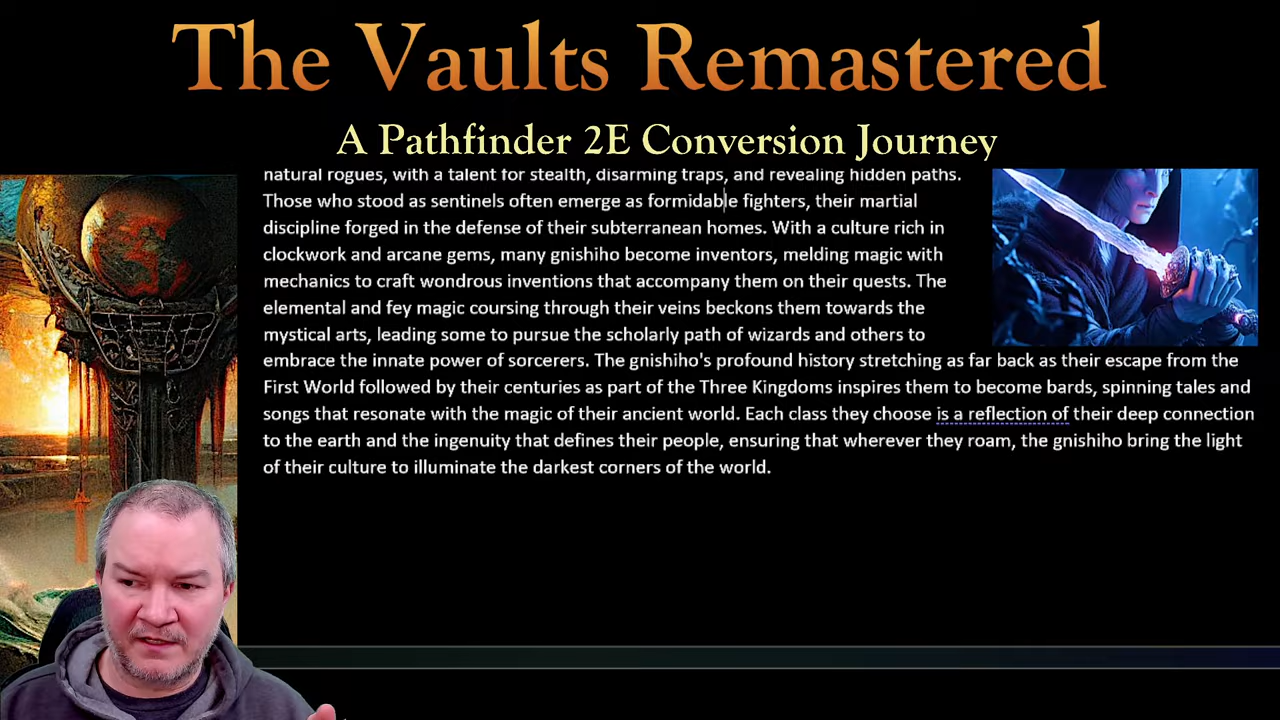 The Vaults Remastered
A Pathfinder 2E Conversion Journey
natural rogues, with a talent for stealth, disarming traps, and revealing hidden paths.
Those who stood as sentinels often emerge as formidable fighters, their martial
discipline forged in the defense of their subterranean homes. With a culture rich in
clockwork and arcane gems, many gnishiho become inventors, melding magic with
mechanics to craft wondrous inventions that accompany them on their quests. The
elemental and fey magic coursing through their veins beckons them towards the
mystical arts, leading some to pursue the scholarly path of wizards and others to
embrace the innate power of sorcerers. The gnishiho's profound history stretching as far back as their escape from the
First World followed by their centuries as part of the Three Kingdoms inspires them to become bards, spinning tales and
songs that resonate with the magic of their ancient world. Each class they choose is a reflection of their deep connection
to the earth and the ingenuity that defines their people, ensuring that wherever they roam, the gnishiho bring the light
of their culture to illuminate the darkest corners of the world.